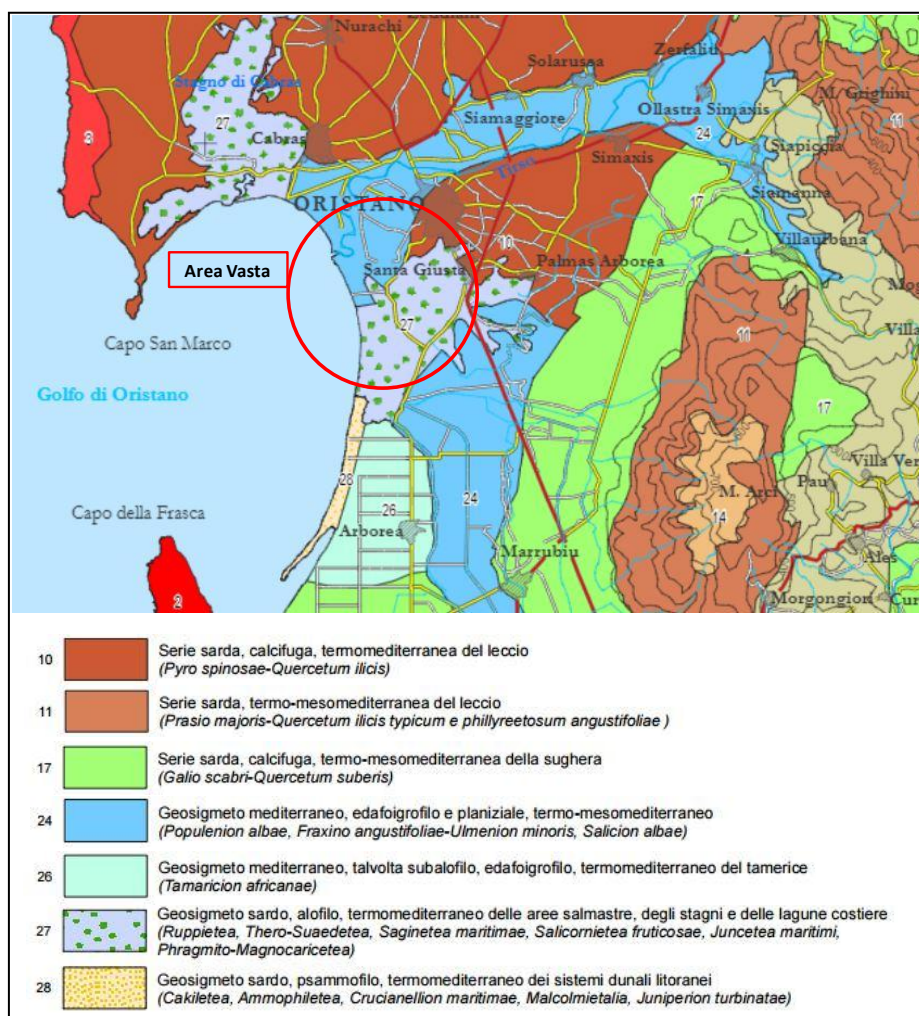 Nurachi
Zerfaliu
Solarussa
Stagno di Cabras
Ollastra Simaxis
M. Grighini
11
3
27
Siamaggiore
24
Cabras
Simaxis
Siapiccia
Tirso
Siamanna
ORISTANO
17
10
Villaurbana
Area Vasta
Santa Giusta
Palmas Arborea
27
11
Capo San Marco
Golfo di Oristano
17
28
24
Villa Ver
Pau
M. Arci
Capo della Frasca
26
14
Arborea
Ales
Marrubiu
2
Morgongiori
Cur
10 Serie sarda, calcifuga, termomediterranea del leccio
(Pyro spinosae-Quercetum ilicis)
11 Serie sarda, termo-mesomediterranea del leccio
(Prasio majoris-Quercetum ilicis typicum e phillyreetosum angustifoliae )
17 Serie sarda, calcifuga, termo-mesomediterranea della sughera
(Galio scabri-Quercetum suberis)
24 Geosigmeto mediterraneo, edafoigrofilo e planiziale, termo-mesomediterraneo
(Populenion albae, Fraxino angustifoliae-Ulmenion minoris, Salicion albae)
26 Geosigmeto mediterraneo, talvolta subalofilo, edafoigrofilo, termomediterraneo del tamerice
(Tamaricion africanae)
27 Geosigmeto sardo, alofilo, termomediterraneo delle aree salmastre, degli stagni e delle lagune costiere
(Ruppietea, Thero-Suaedetea, Saginetea maritimae, Salicornietea fruticosae, Juncetea maritimi,
Phragmito-Magnocaricetea)
28 Geosigmeto sardo, psammofilo, termomediterraneo dei sistemi dunali litoranei
(Cakiletea, Ammophiletea, Crucianellion maritimae, Malcolmietalia, Juniperion turbinatae)